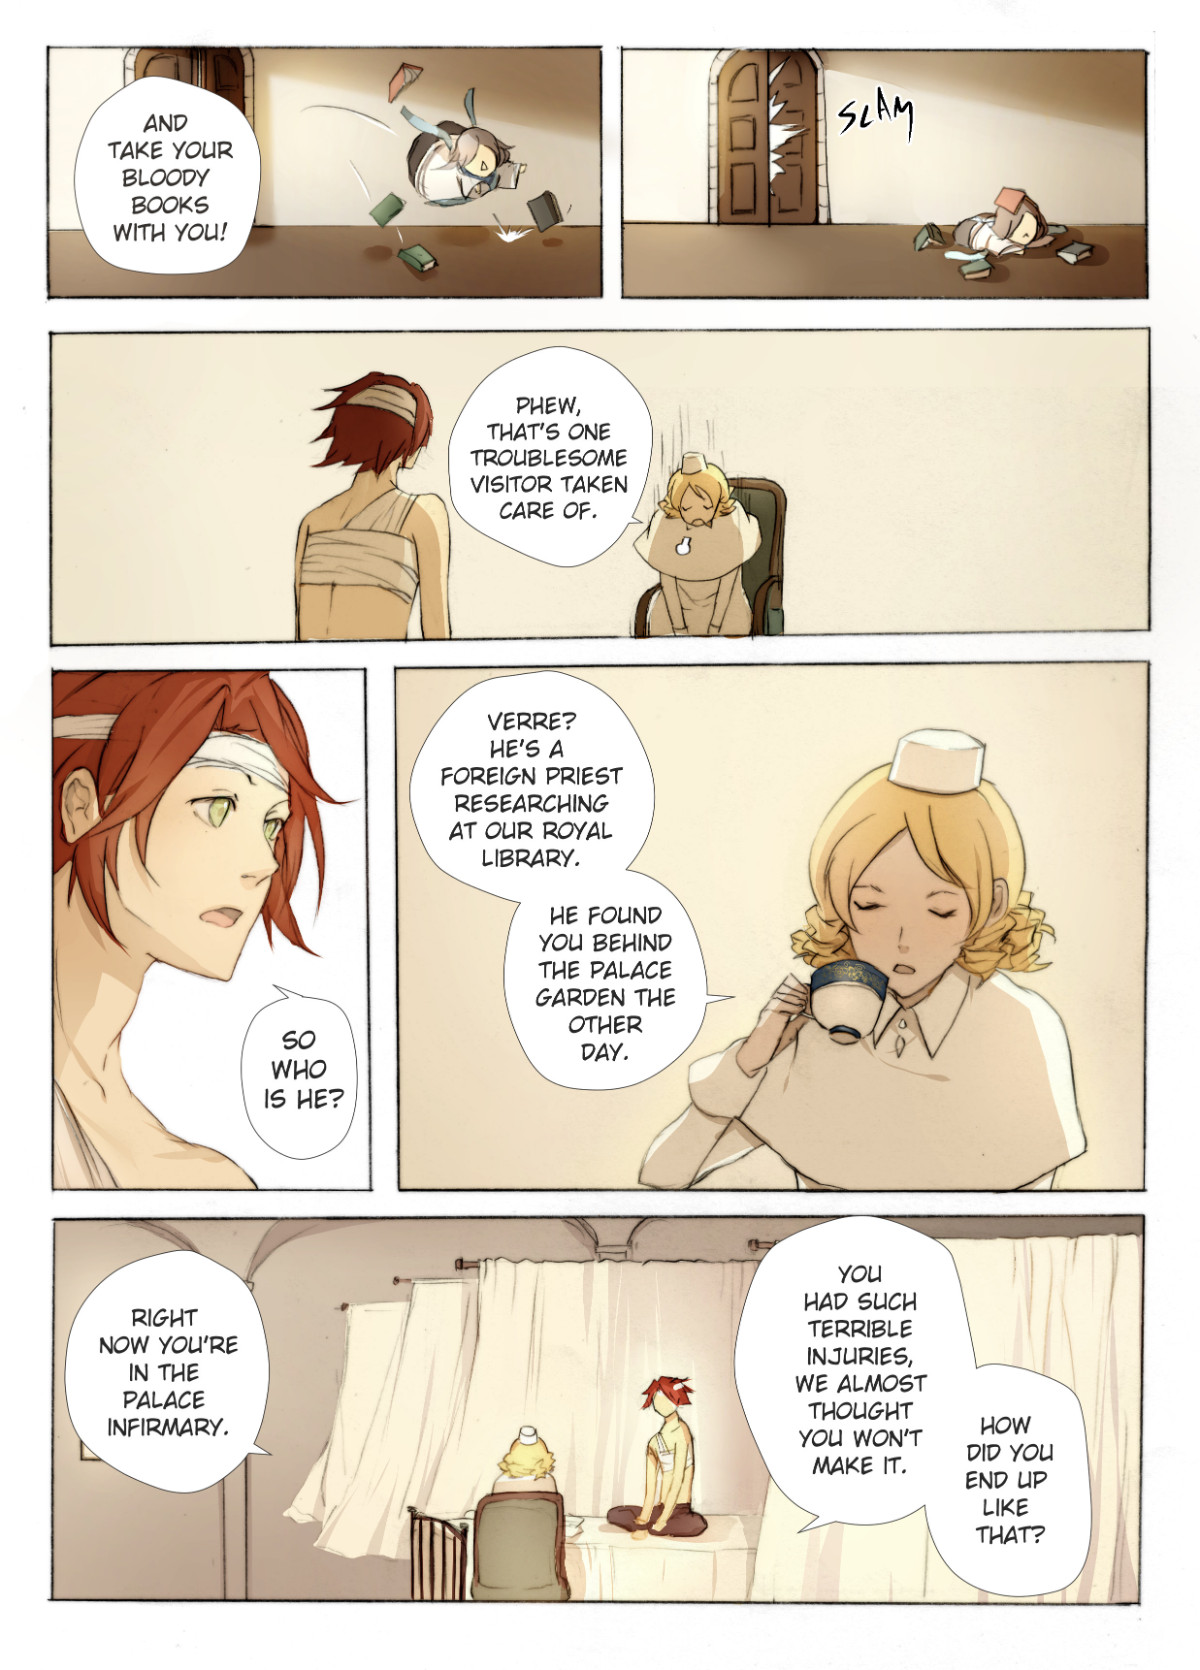 AND
TAKE YOUR
BLOODY
BOOKS
WITH YOU!
SLAM
PHEW,
THAT'S ONE
TROUBLESOME
VISITOR TAKEN
CARE OF.
SO
WHO
IS HE?
VERRE?
HE'S A
FOREIGN PRIEST
RESEARCHING
AT OUR ROYAL
LIBRARY.
HE FOUND
YOU BEHIND
THE PALACE
GARDEN THE
OTHER
DAY.
RIGHT
NOW YOU'RE
IN THE
PALACE
INFIRMARY.
YOU
HAD SUCH
TERRIBLE
INJURIES,
WE ALMOST
THOUGHT
YOU WON'T
MAKE IT.
HOW
DID YOU
END UP
LIKE
THAT?